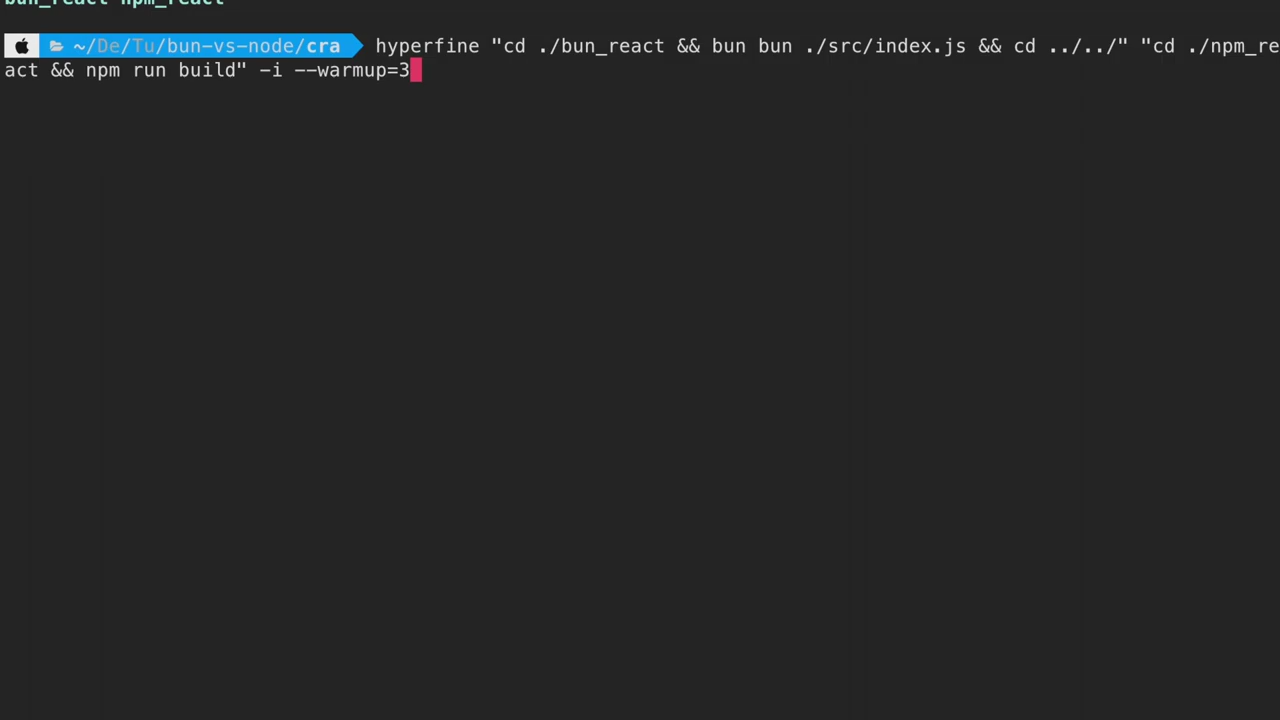 bun_react npm_react
~/De/Tu/bun-vs-node/cra hyperfine "cd ./bun_react && bun bun ./src/index.js && cd ../../" "cd ./npm_re
act && npm run build" -i --warmup=3